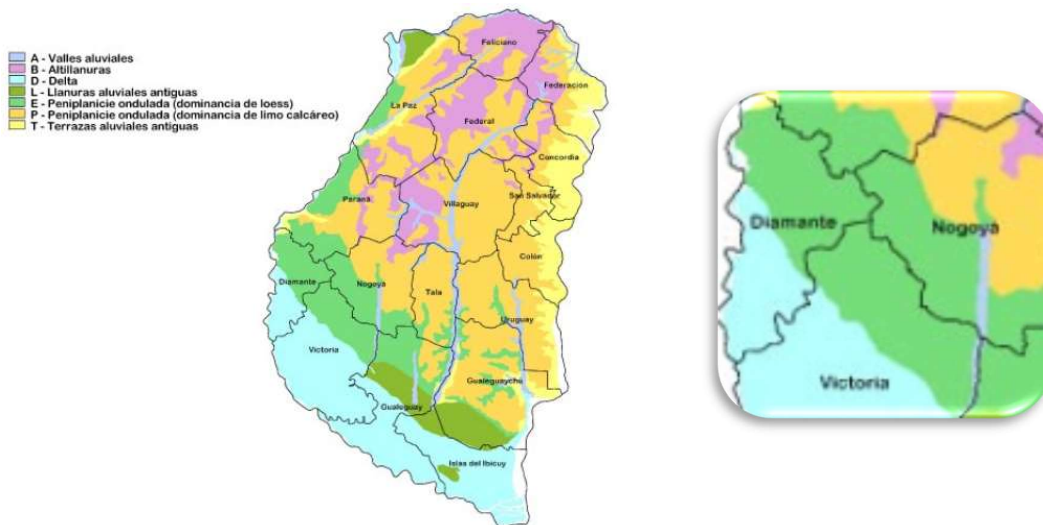 A - Valles aluviales
B - Altillanuras
D - Delta
L - Llanuras aluviales antiguas
E - Peniplanicie ondulada (dominancia de loess)
P - Peniplanicie ondulada (dominancia de limo calcáreo)
T - Terrazas aluviales antiguas
Feliciano
Federación
La Paz
Federal
Concordia
Paraná
Villaguay
San Salvador
Colón
Diamante
Nogoyá
Tala
Uruguay
Victoria
Gualeguaychú
Gualeguay
Islas del Ibicuy
Diamante
Nogoyá
Victoria